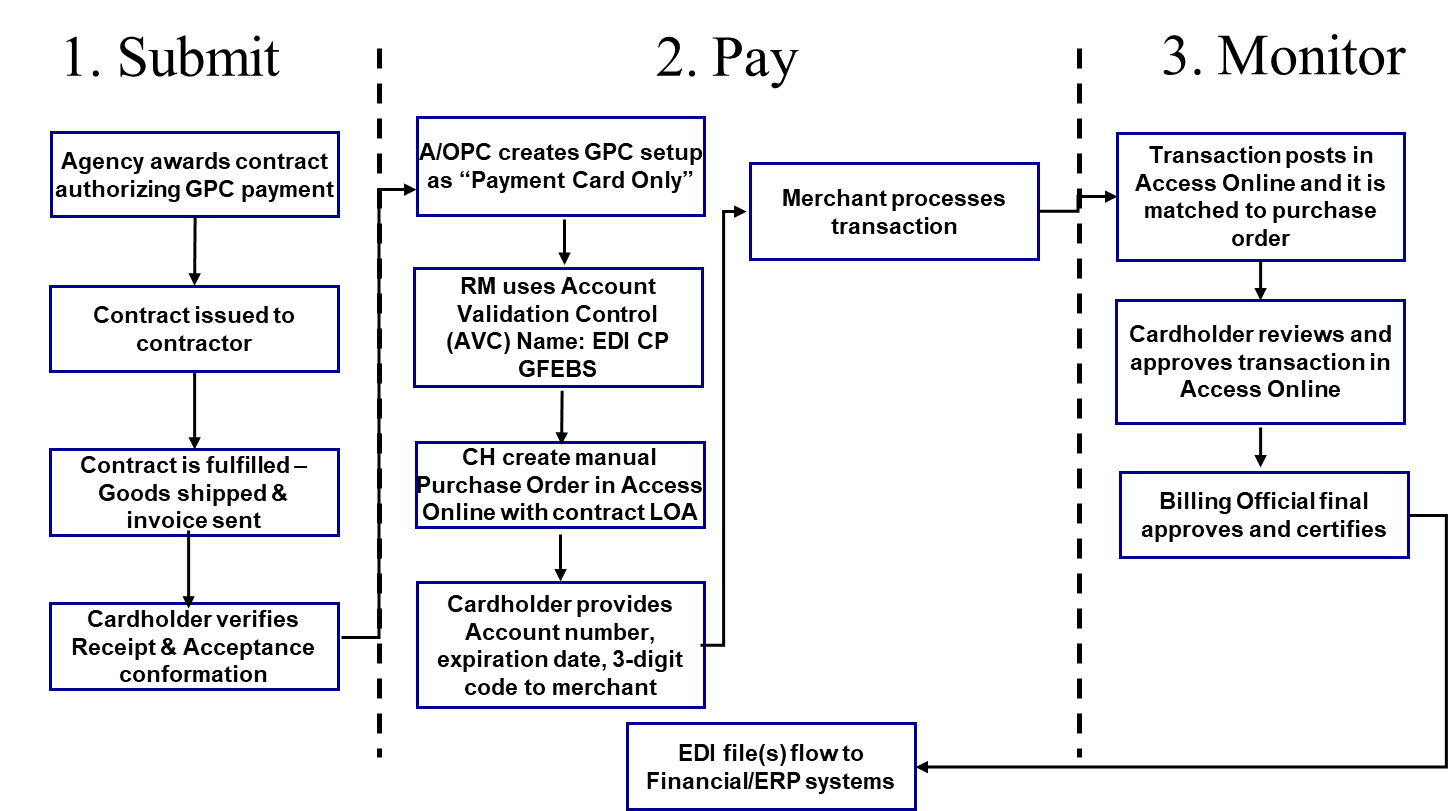 1. Submit
2. Pay
3. Monitor
Agency awards contract
authorizing GPC payment
Contract issued to
contractor
Contract is fulfilled –
Goods shipped &
invoice sent
Cardholder verifies
Receipt & Acceptance
conformation
A/OPC creates GPC setup
as “Payment Card Only”
RM uses Account
Validation Control
(AVC) Name: EDI CP
GFEBS
CH create manual
Purchase Order in Access
Online with contract LOA
Cardholder provides
Account number,
expiration date, 3-digit
code to merchant
Merchant processes
transaction
Transaction posts in
Access Online and it is
matched to purchase
order
Cardholder reviews and
approves transaction in
Access Online
Billing Official final
approves and certifies
EDI file(s) flow to
Financial/ERP systems